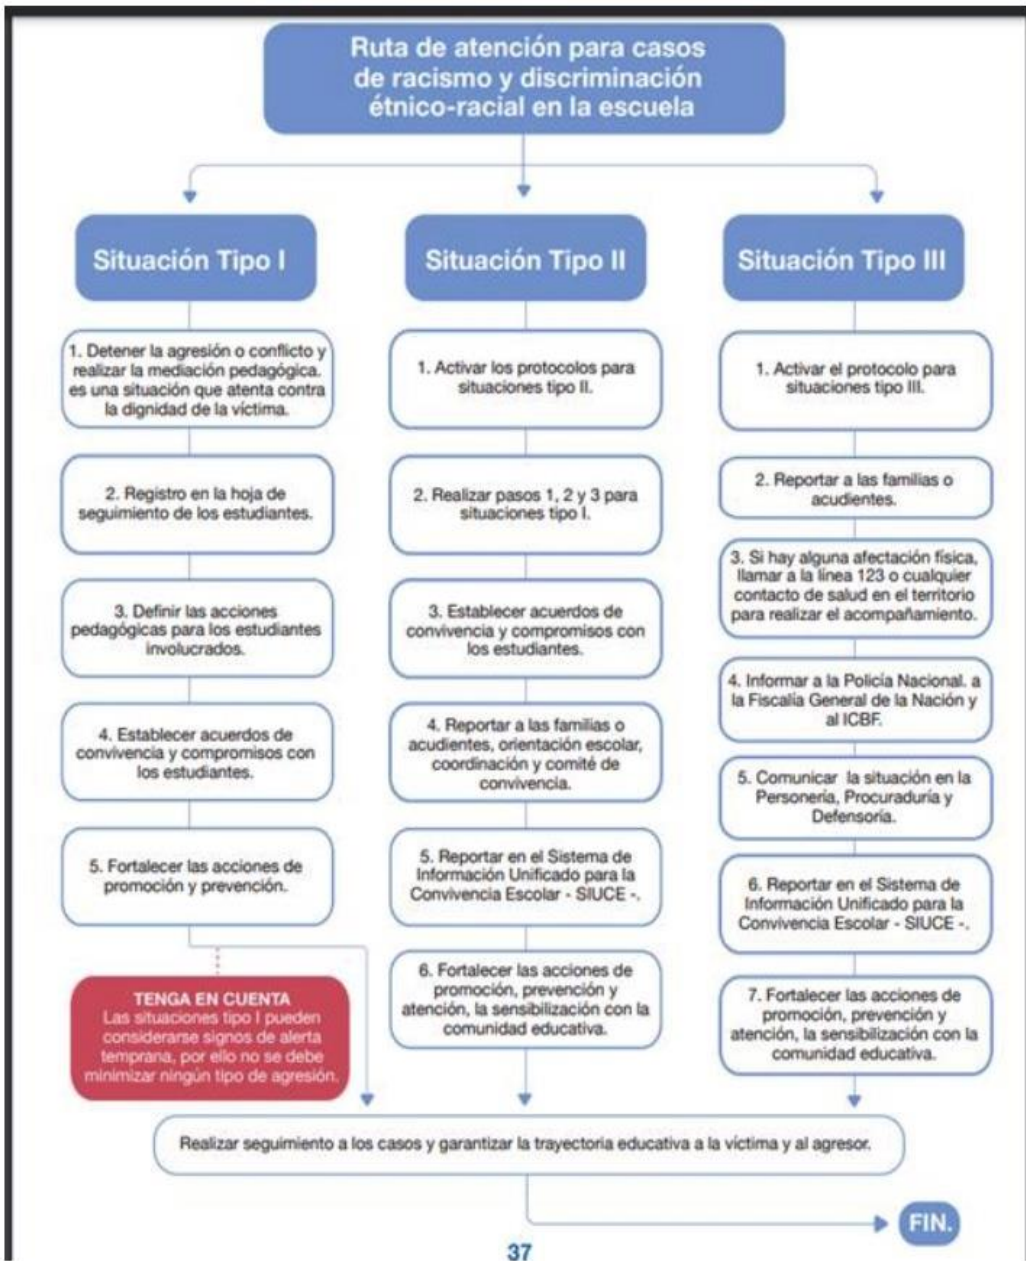 Ruta de atención para casos
de racismo y discriminación
étnico-racial en la escuela
Situación Tipo I
1. Detener la agresión o conflicto y
realizar la mediación pedagógica.
es una situación que atenta contra
la dignidad de la víctima.
2. Registro en la hoja de
seguimiento de los estudiantes.
3. Definir las acciones
pedagógicas para los estudiantes
involucrados.
4. Establecer acuerdos de
convivencia y compromisos con
los estudiantes.
5. Fortalecer las acciones de
promoción y prevención.
TENGA EN CUENTA
Las situaciones tipo I pueden
considerarse signos de alerta
temprana, por ello no se debe
minimizar ningún tipo de agresión.
Situación Tipo II
1. Activar los protocolos para
situaciones tipo II.
2. Realizar pasos 1, 2 y 3 para
situaciones tipo I.
3. Establecer acuerdos de
convivencia y compromisos con
los estudiantes.
4. Reportar a las familias o
acudientes, orientación escolar,
coordinación y comité de
convivencia.
5. Reportar en el Sistema de
Información Unificado para la
Convivencia Escolar - SIUCE -.
6. Fortalecer las acciones de
promoción, prevención y
atención, la sensibilización con la
comunidad educativa.
Situación Tipo III
1. Activar el protocolo para
situaciones tipo III.
2. Reportar a las familias o
acudientes.
3. Si hay alguna afectación física,
llamar a la línea 123 o cualquier
contacto de salud en el territorio
para realizar el acompañamiento.
4. Informar a la Policía Nacional. a
la Fiscalía General de la Nación y
al ICBF.
5. Comunicar la situación en la
Personería, Procuraduría y
Defensoría.
6. Reportar en el Sistema de
Información Unificado para la
Convivencia Escolar - SIUCE -.
7. Fortalecer las acciones de
promoción, prevención y
atención, la sensibilización con la
comunidad educativa.
Realizar seguimiento a los casos y garantizar la trayectoria educativa a la víctima y al agresor.
FIN.
37